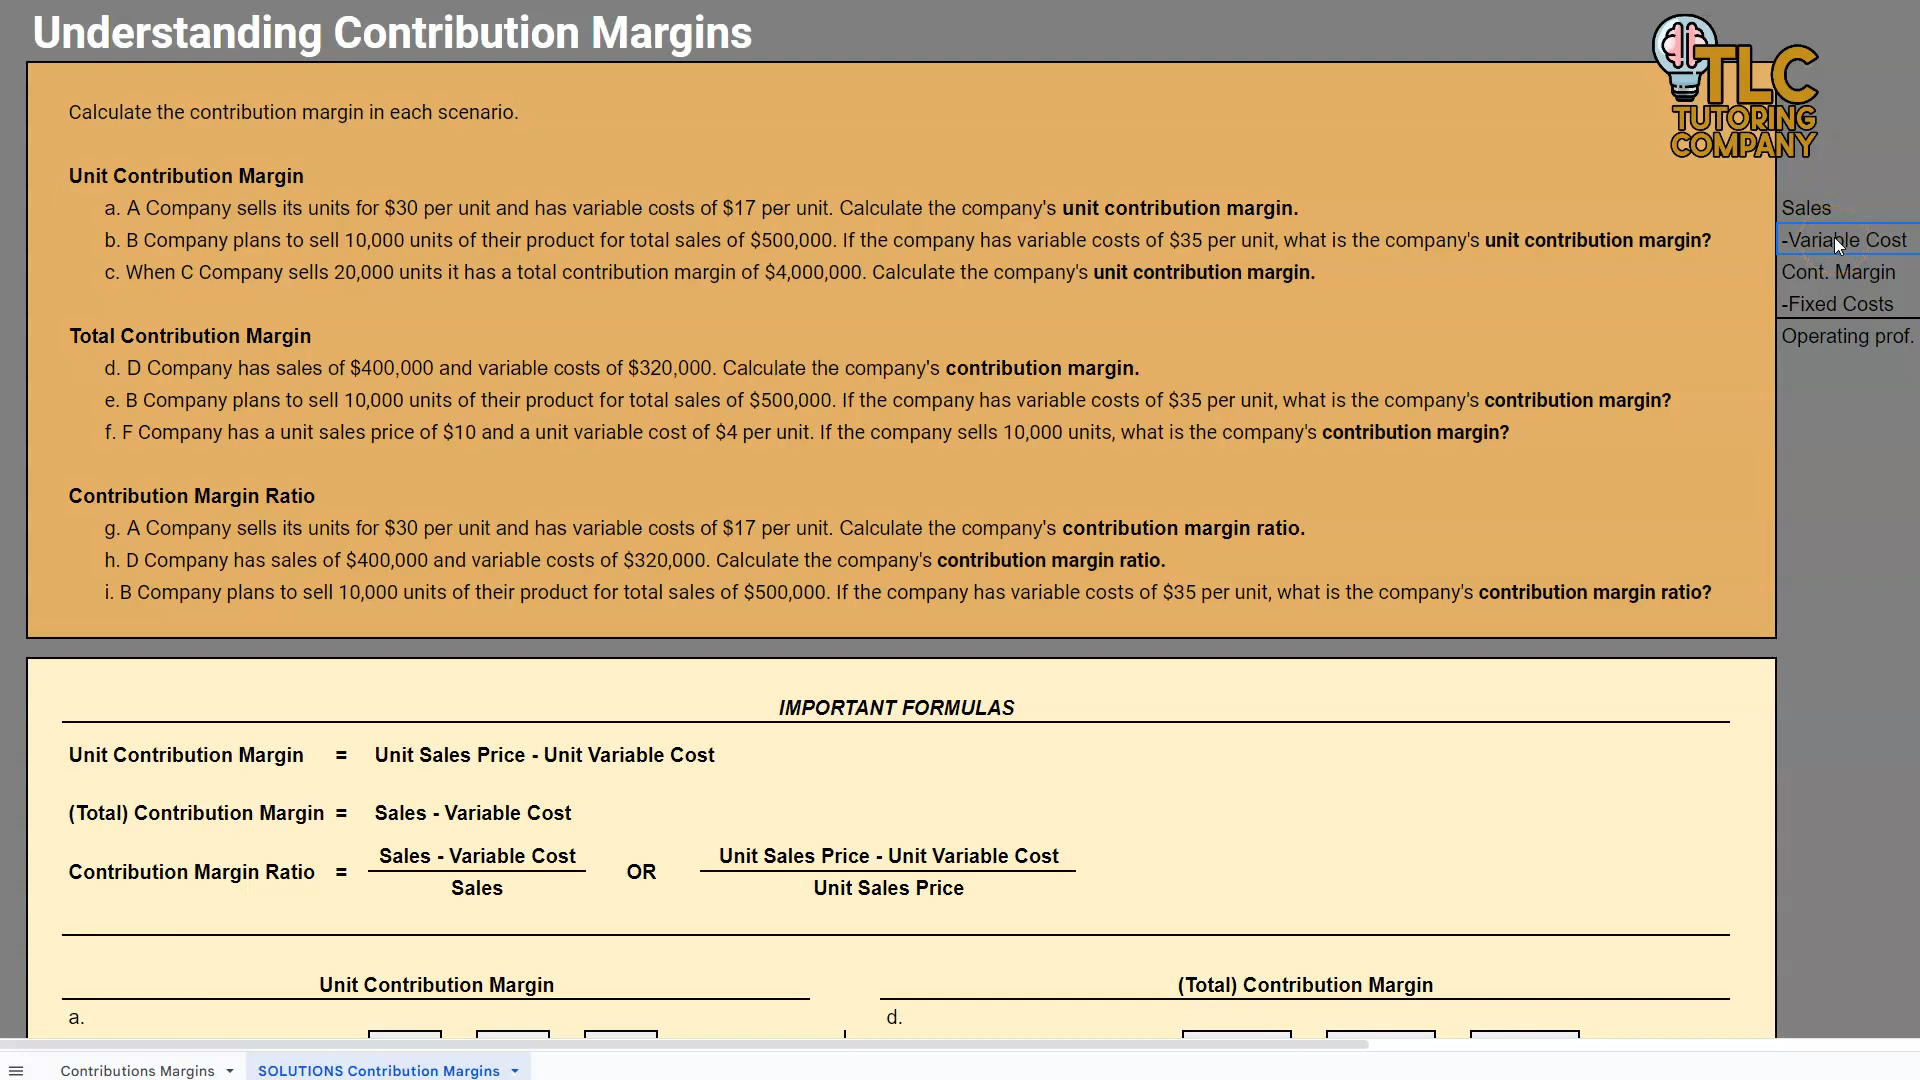 Understanding Contribution Margins
TLC
TUTORING
COMPANY
Calculate the contribution margin in each scenario.
Unit Contribution Margin
a. A Company sells its units for $30 per unit and has variable costs of $17 per unit. Calculate the company's unit contribution margin.
b. B Company plans to sell 10,000 units of their product for total sales of $500,000. If the company has variable costs of $35 per unit, what is the company's unit contribution margin?
c. When C Company sells 20,000 units it has a total contribution margin of $4,000,000. Calculate the company's unit contribution margin.
Sales
-Variable Cost
Cont. Margin
-Fixed Costs
Operating prof.
Total Contribution Margin
d. D Company has sales of $400,000 and variable costs of $320,000. Calculate the company's contribution margin.
e. B Company plans to sell 10,000 units of their product for total sales of $500,000. If the company has variable costs of $35 per unit, what is the company's contribution margin?
f. F Company has a unit sales price of $10 and a unit variable cost of $4 per unit. If the company sells 10,000 units, what is the company's contribution margin?
Contribution Margin Ratio
g. A Company sells its units for $30 per unit and has variable costs of $17 per unit. Calculate the company's contribution margin ratio.
h. D Company has sales of $400,000 and variable costs of $320,000. Calculate the company's contribution margin ratio.
i. B Company plans to sell 10,000 units of their product for total sales of $500,000. If the company has variable costs of $35 per unit, what is the company's contribution margin ratio?
IMPORTANT FORMULAS
Unit Contribution Margin = Unit Sales Price - Unit Variable Cost
(Total) Contribution Margin = Sales - Variable Cost
Contribution Margin Ratio = Sales - Variable Cost OR Unit Sales Price - Unit Variable Cost
Sales Unit Sales Price
Unit Contribution Margin (Total) Contribution Margin
a. d.
Contributions Margins SOLUTIONS Contribution Margins